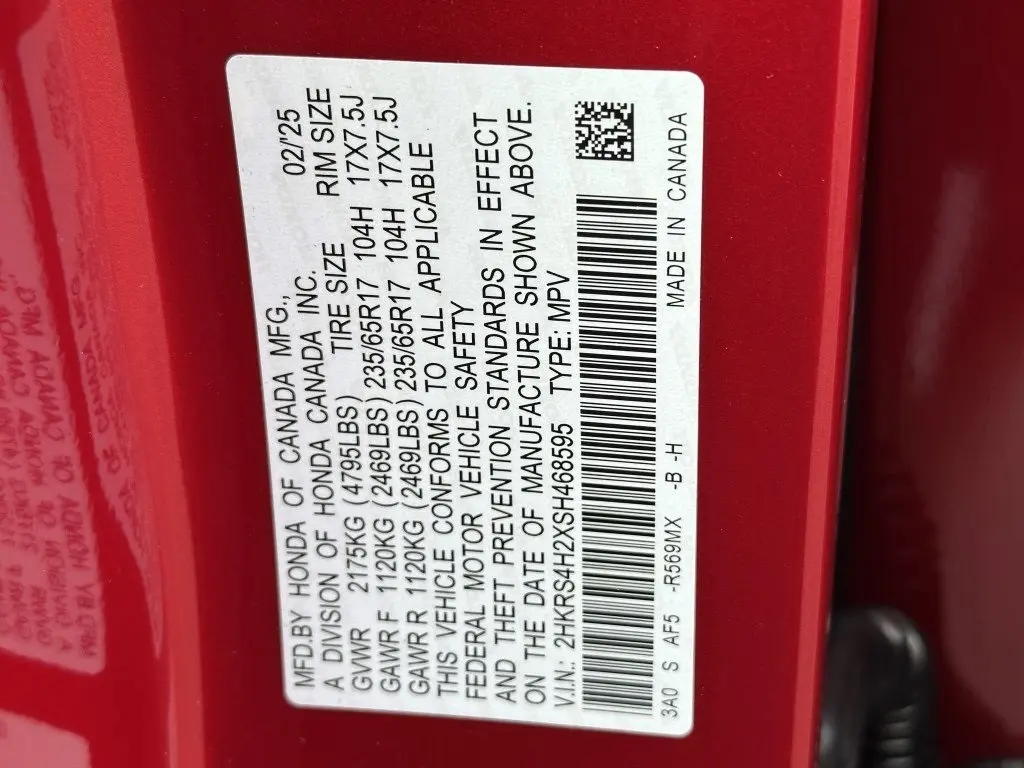 MFD.BY HONDA OF CANADA MFG., 02/'25
A DIVISION OF HONDA CANADA INC. RIM SIZE
GVWR 2175KG (4795LBS) TIRE SIZE
GAWR F 1120KG (2469LBS) 235/65R17 104H 17X7.5J
GAWR R 1120KG (2469LBS) 235/65R17 104H 17X7.5J
THIS VEHICLE CONFORMS TO ALL APPLICABLE
FEDERAL MOTOR VEHICLE SAFETY
AND THEFT PREVENTION STANDARDS IN EFFECT
ON THE DATE OF MANUFACTURE SHOWN ABOVE.
V.I.N.: 2HKRS4H2XSH468595 TYPE: MPV
3A0 S AF5 -R569MX -B -H MADE IN CANADA